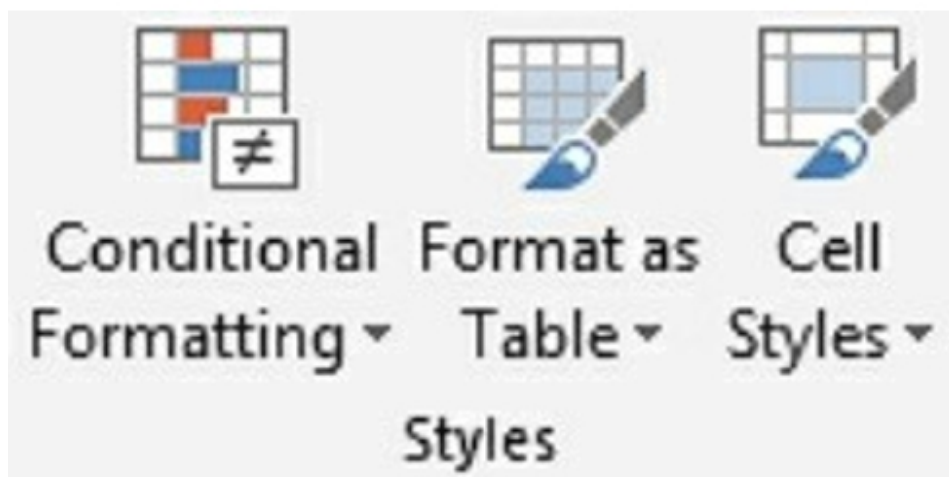 ≠
Conditional Formatting
Format as Table
Cell Styles
Styles